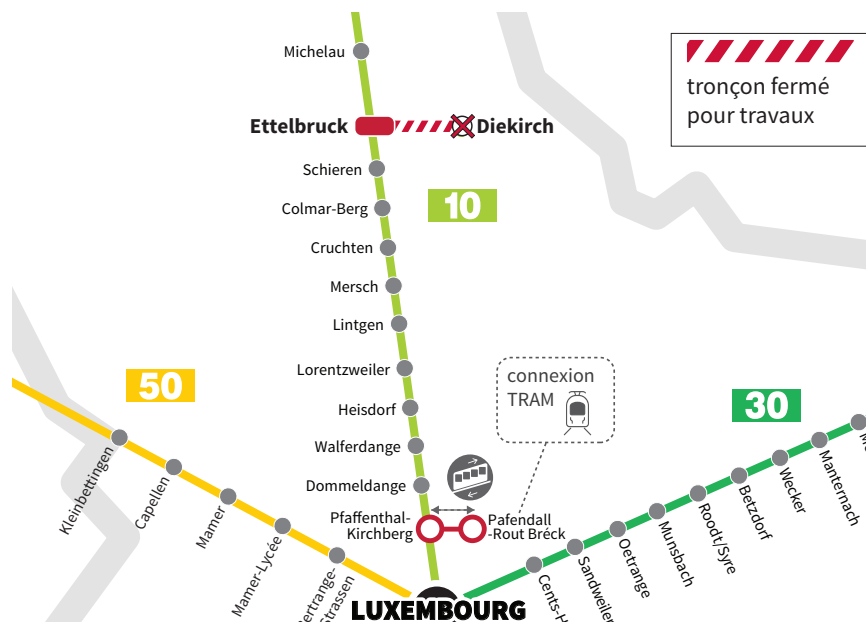 Michelau
tronçon fermé
pour travaux
Ettelbruck
Diekirch
Schieren
10
Colmar-Berg
Cruchten
Mersch
Lintgen
Lorentzweiler
connexion
TRAM
50
30
Heisdorf
Walferdange
Dommeldange
Pfaffenthal-
Kirchberg
Pafendall
-Rout Bréck
Kleinbettingen
Capellen
Mamer
Mamer-Lycée
Strassen
LUXEMBOURG
Oetrange
Munsbach
Roodt/Syre
Betzdorf
Wecker
Manternach